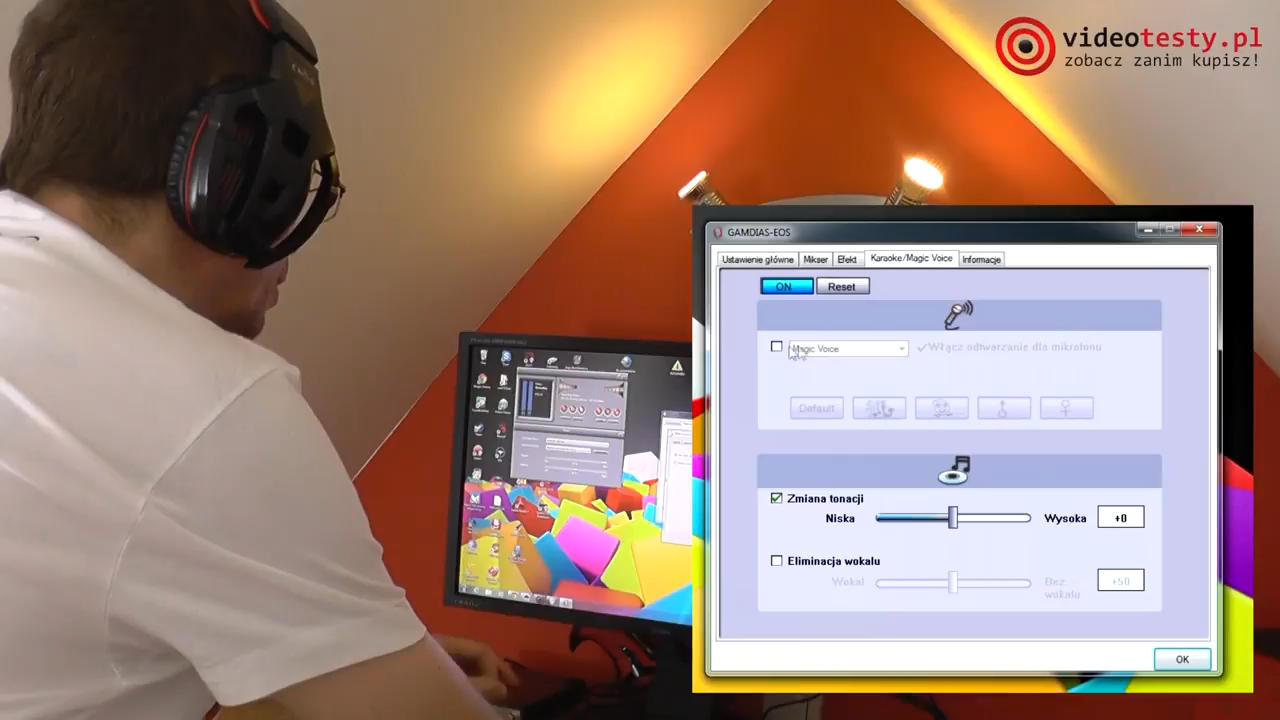 videotesty.pl
zobacz zanim kupisz!
GAMDIAS-EOS
Ustawienie główne Mikser Efekt Karaoke/Magic Voice Informacje
ON Reset
Magic Voice Włącz odtwarzanie dla mikrofonu
Default
Zmiana tonacji
Niska Wysoka +0
Eliminacja wokalu
Wokal Bez wokalu +50
OK